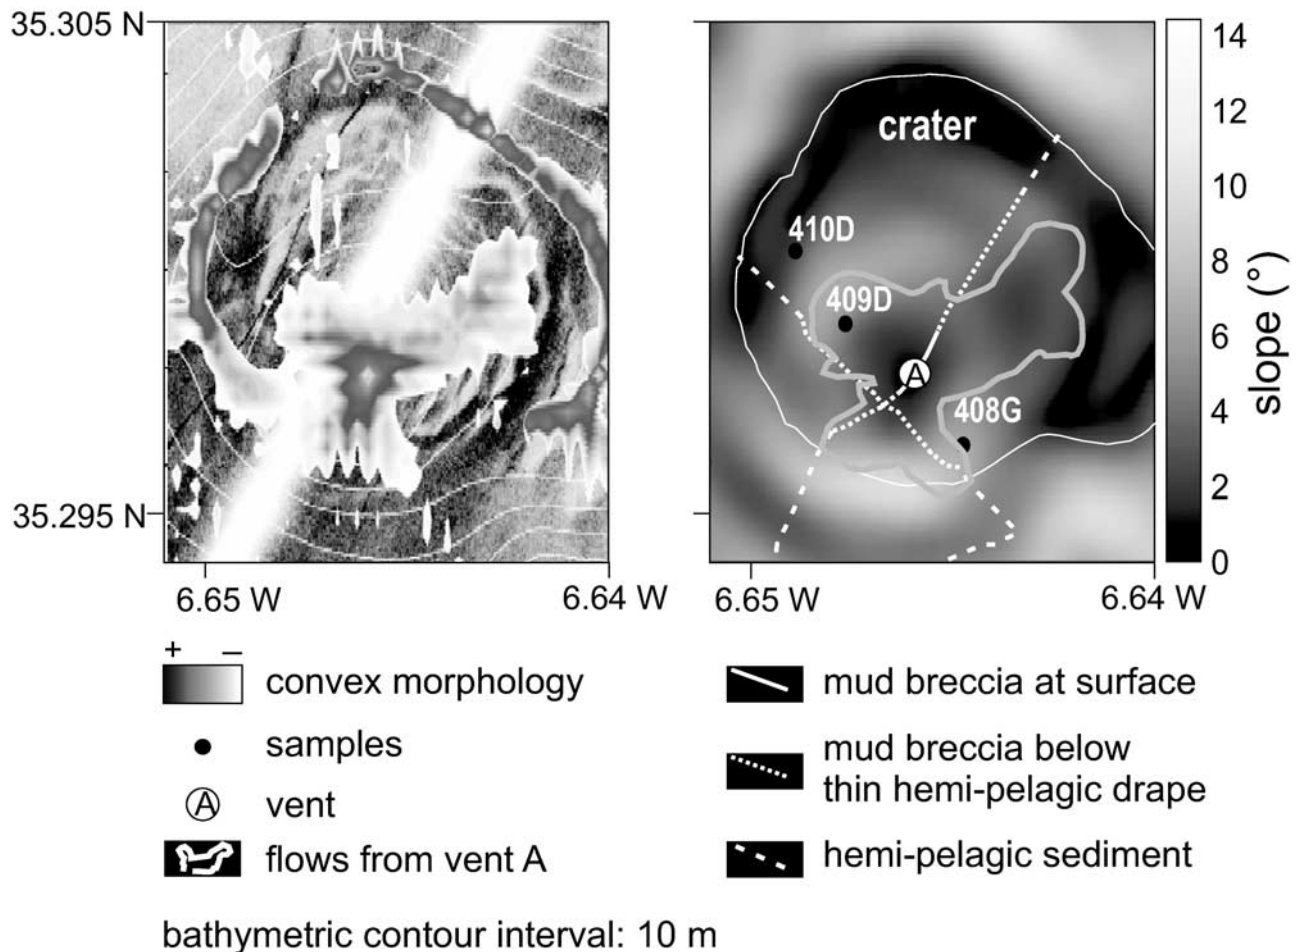 35.305 N
35.295 N
6.65 W
6.64 W
crater
410D
409D
A
408G
6.65 W
6.64 W
14
12
10
8
6
4
2
0
slope (°)
+ –
convex morphology
samples
A vent
flows from vent A
bathymetric contour interval: 10 m
mud breccia at surface
mud breccia below
thin hemi-pelagic drape
hemi-pelagic sediment